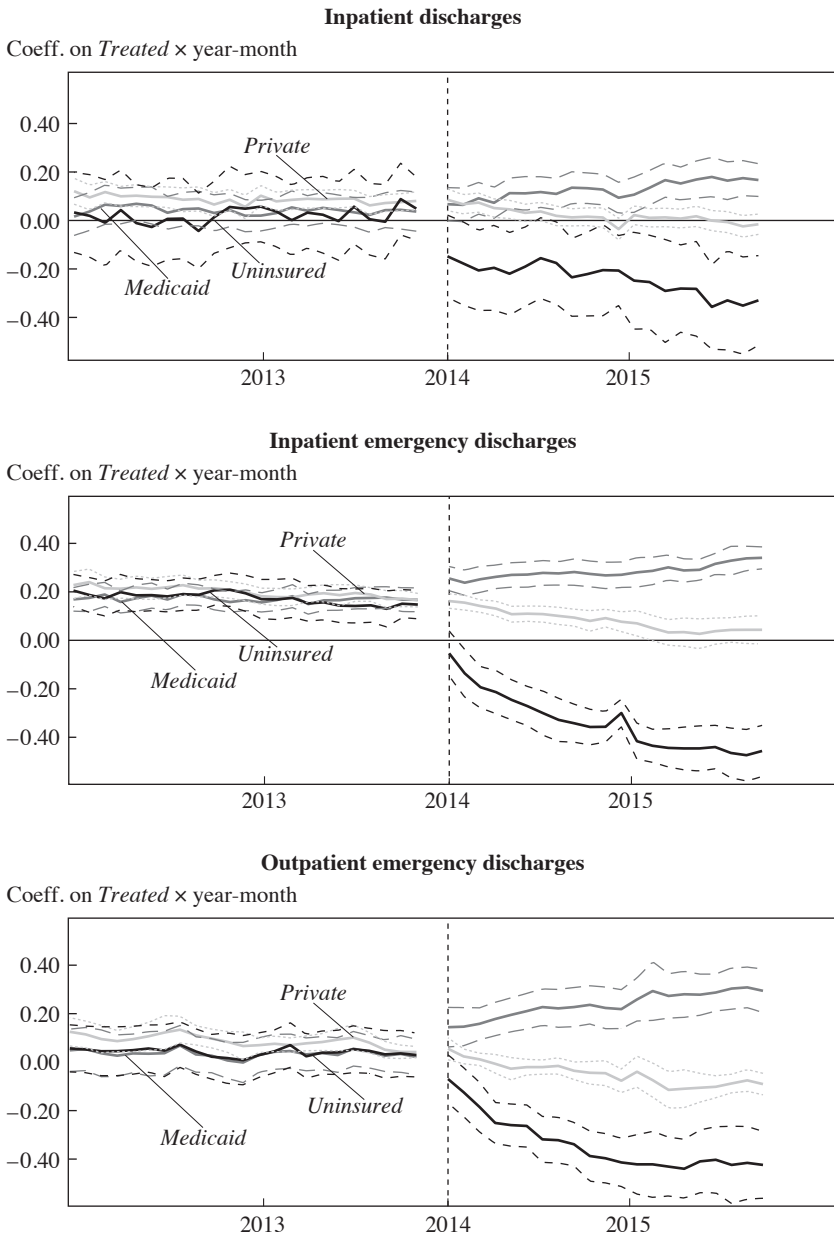 Inpatient discharges
Coeff. on Treated × year-month
0.40
Private
0.20
0.00
Uninsured
Medicaid
−0.20
−0.40
2013 2014 2015
Inpatient emergency discharges
Coeff. on Treated × year-month
0.40
Private
0.20
0.00
Uninsured
Medicaid
−0.20
−0.40
2013 2014 2015
Outpatient emergency discharges
Coeff. on Treated × year-month
0.40
Private
0.20
0.00
Uninsured
Medicaid
−0.20
−0.40
2013 2014 2015